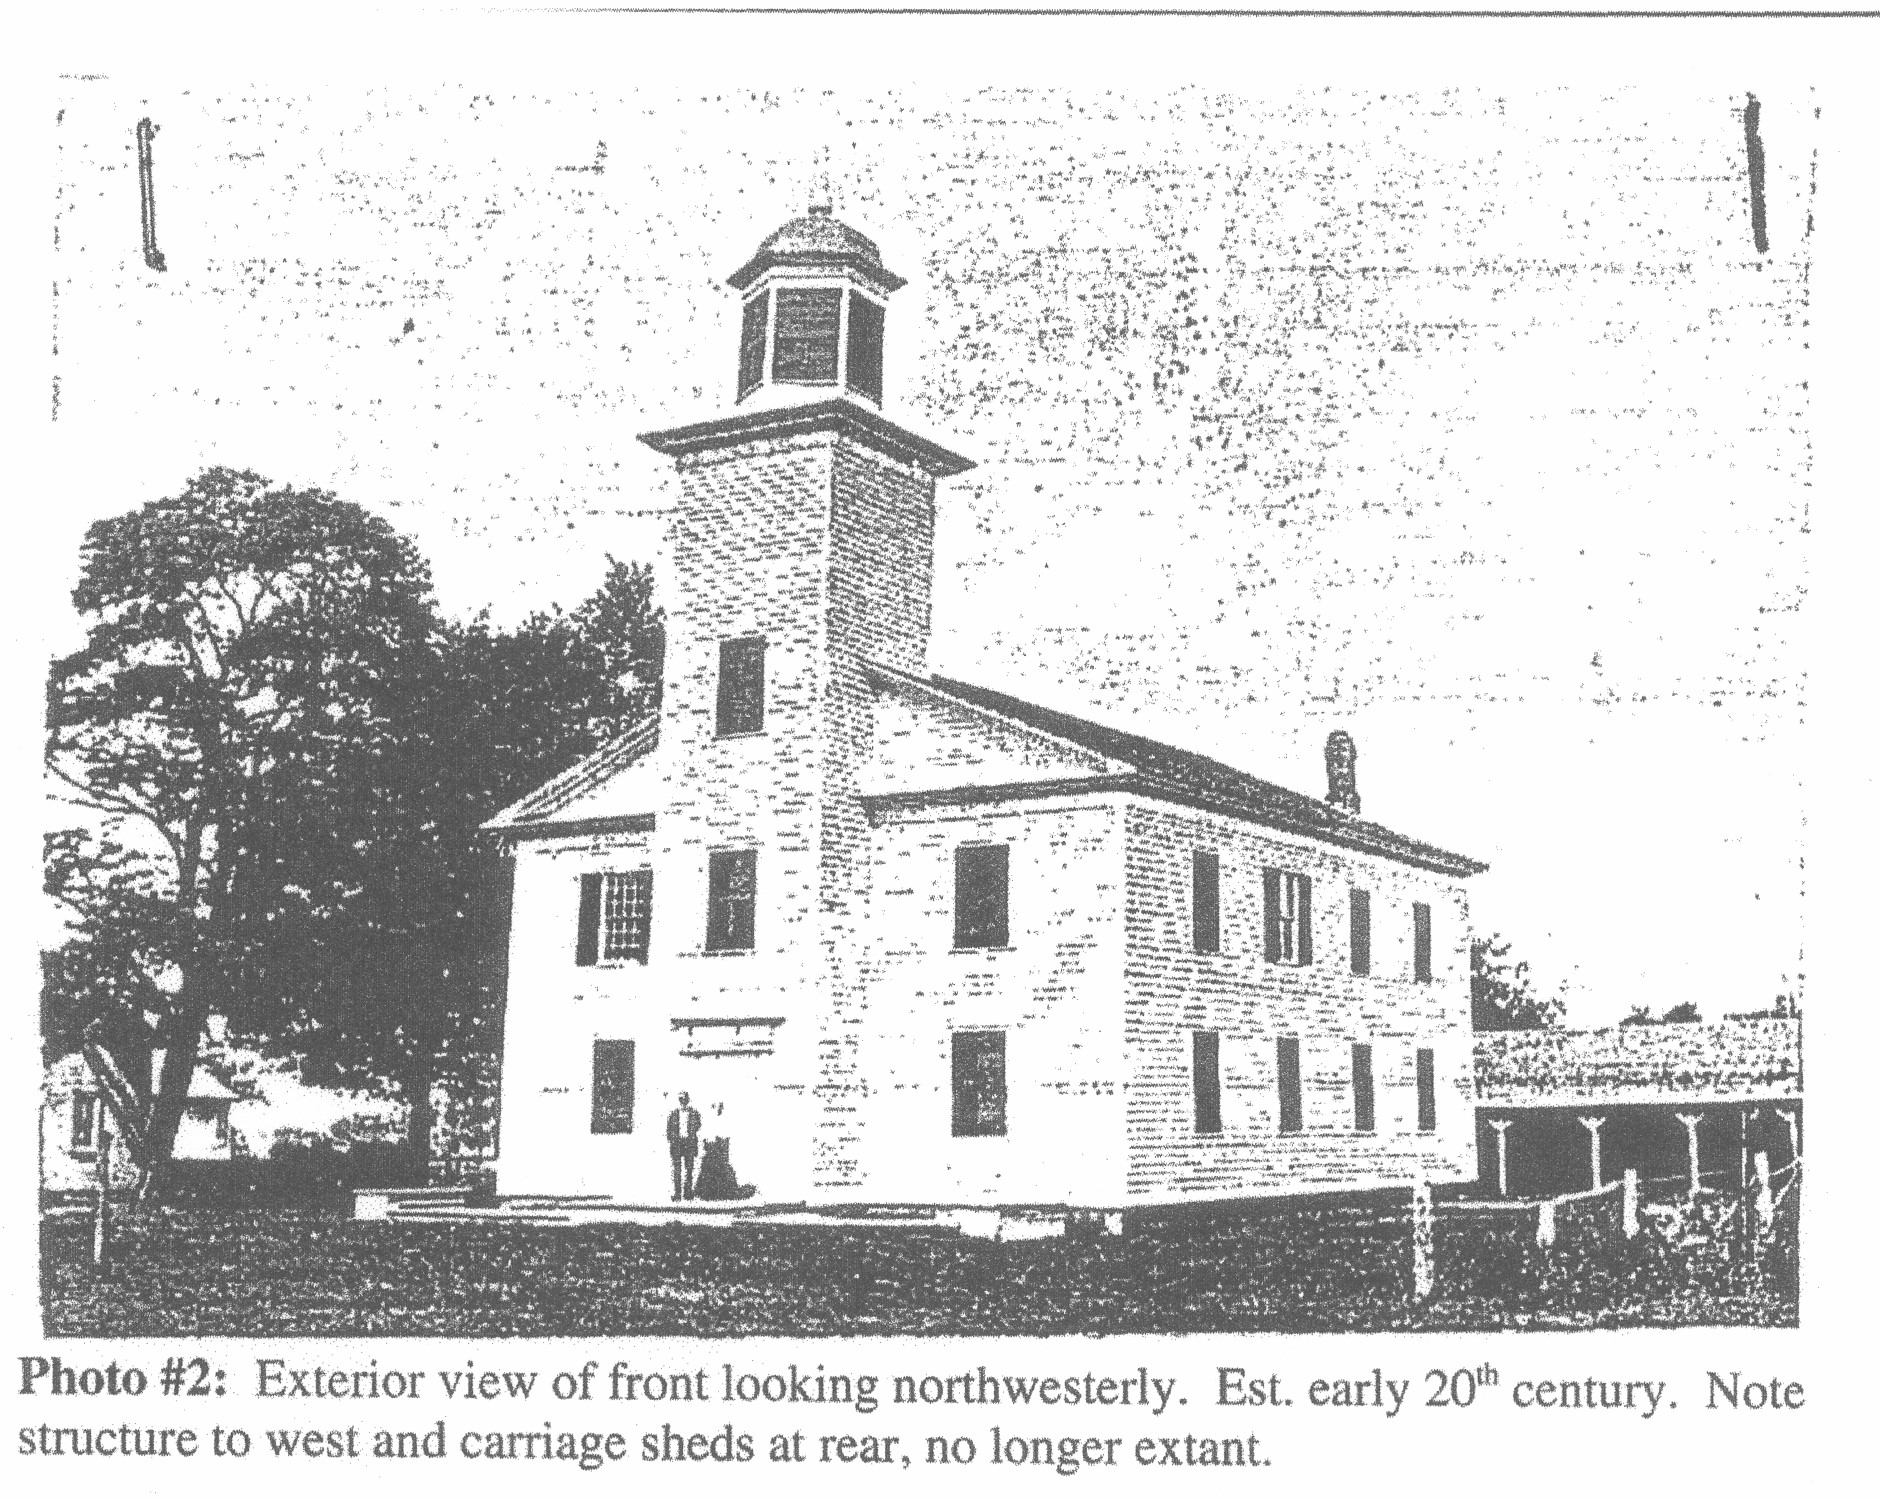 Photo #2: Exterior view of front looking northwesterly. Est. early 20th century. Note
structure to west and carriage sheds at rear, no longer extant.